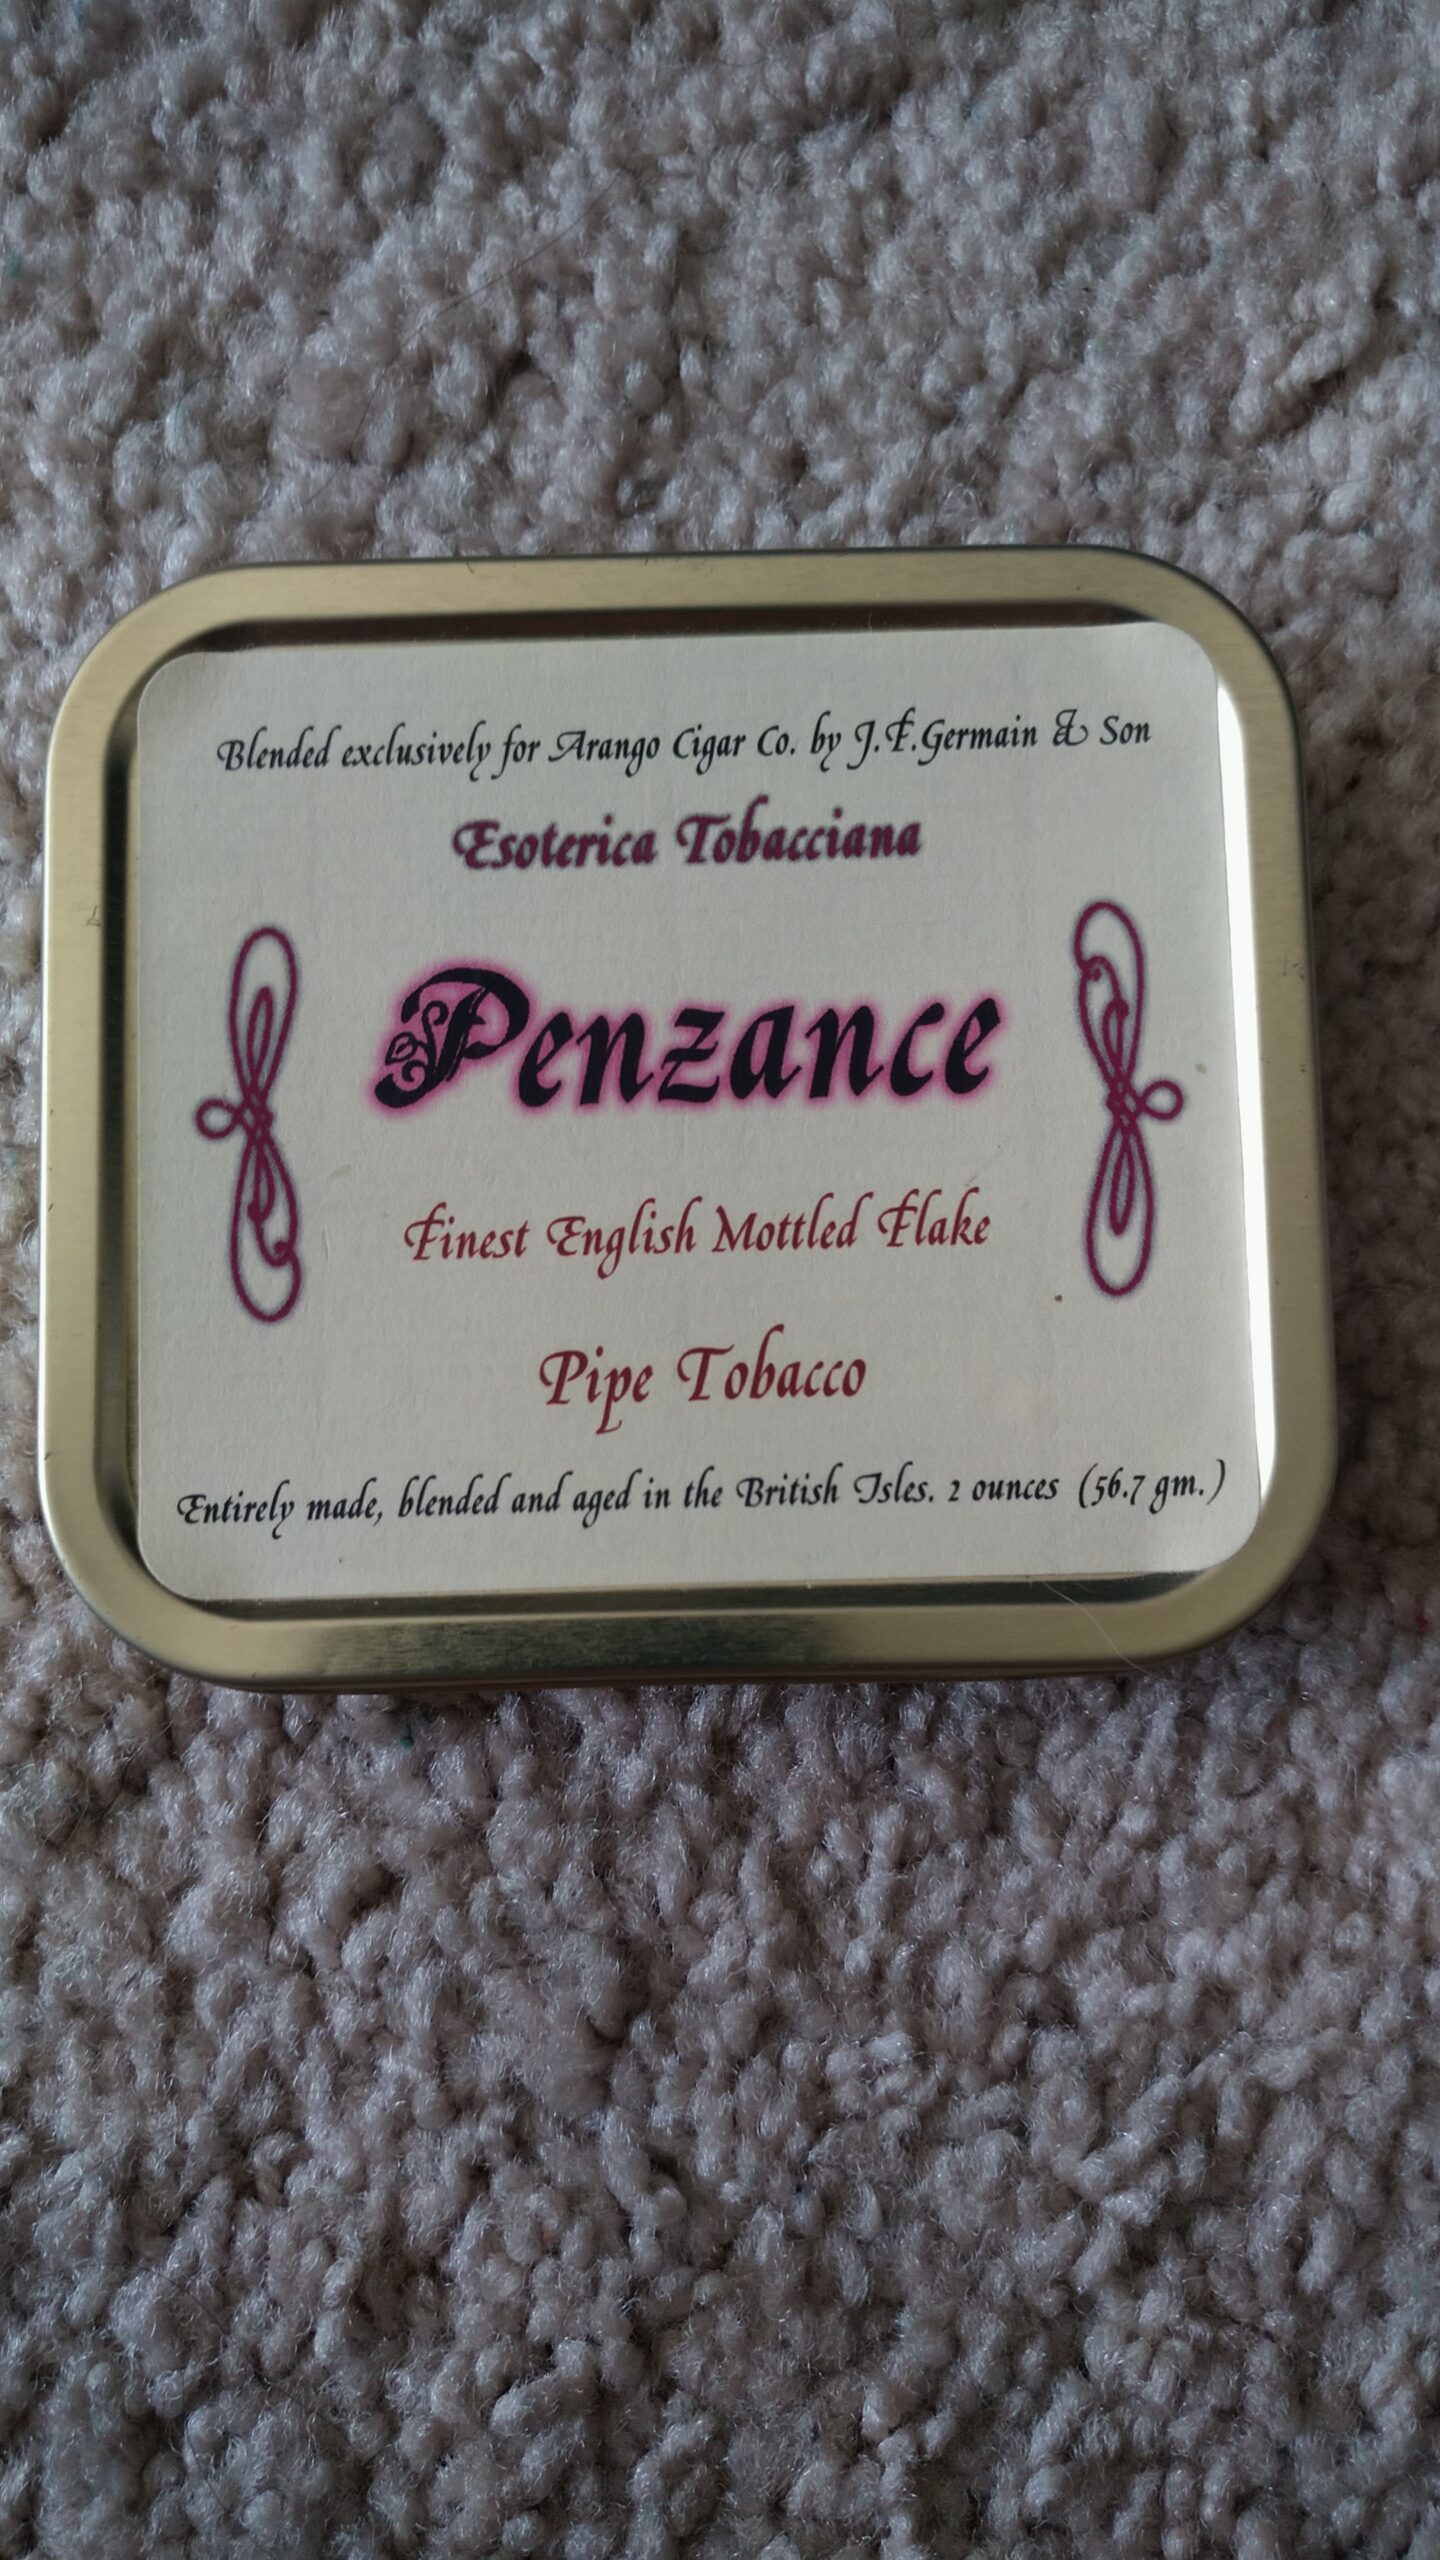 Blended exclusively for Arango Cigar Co. by J.F.Germain & Son
Esoterica Tobacciana
Penzance
Finest English Mottled Flake
Pipe Tobacco
Entirely made, blended and aged in the British Isles. 2 ounces (56.7 gm.)